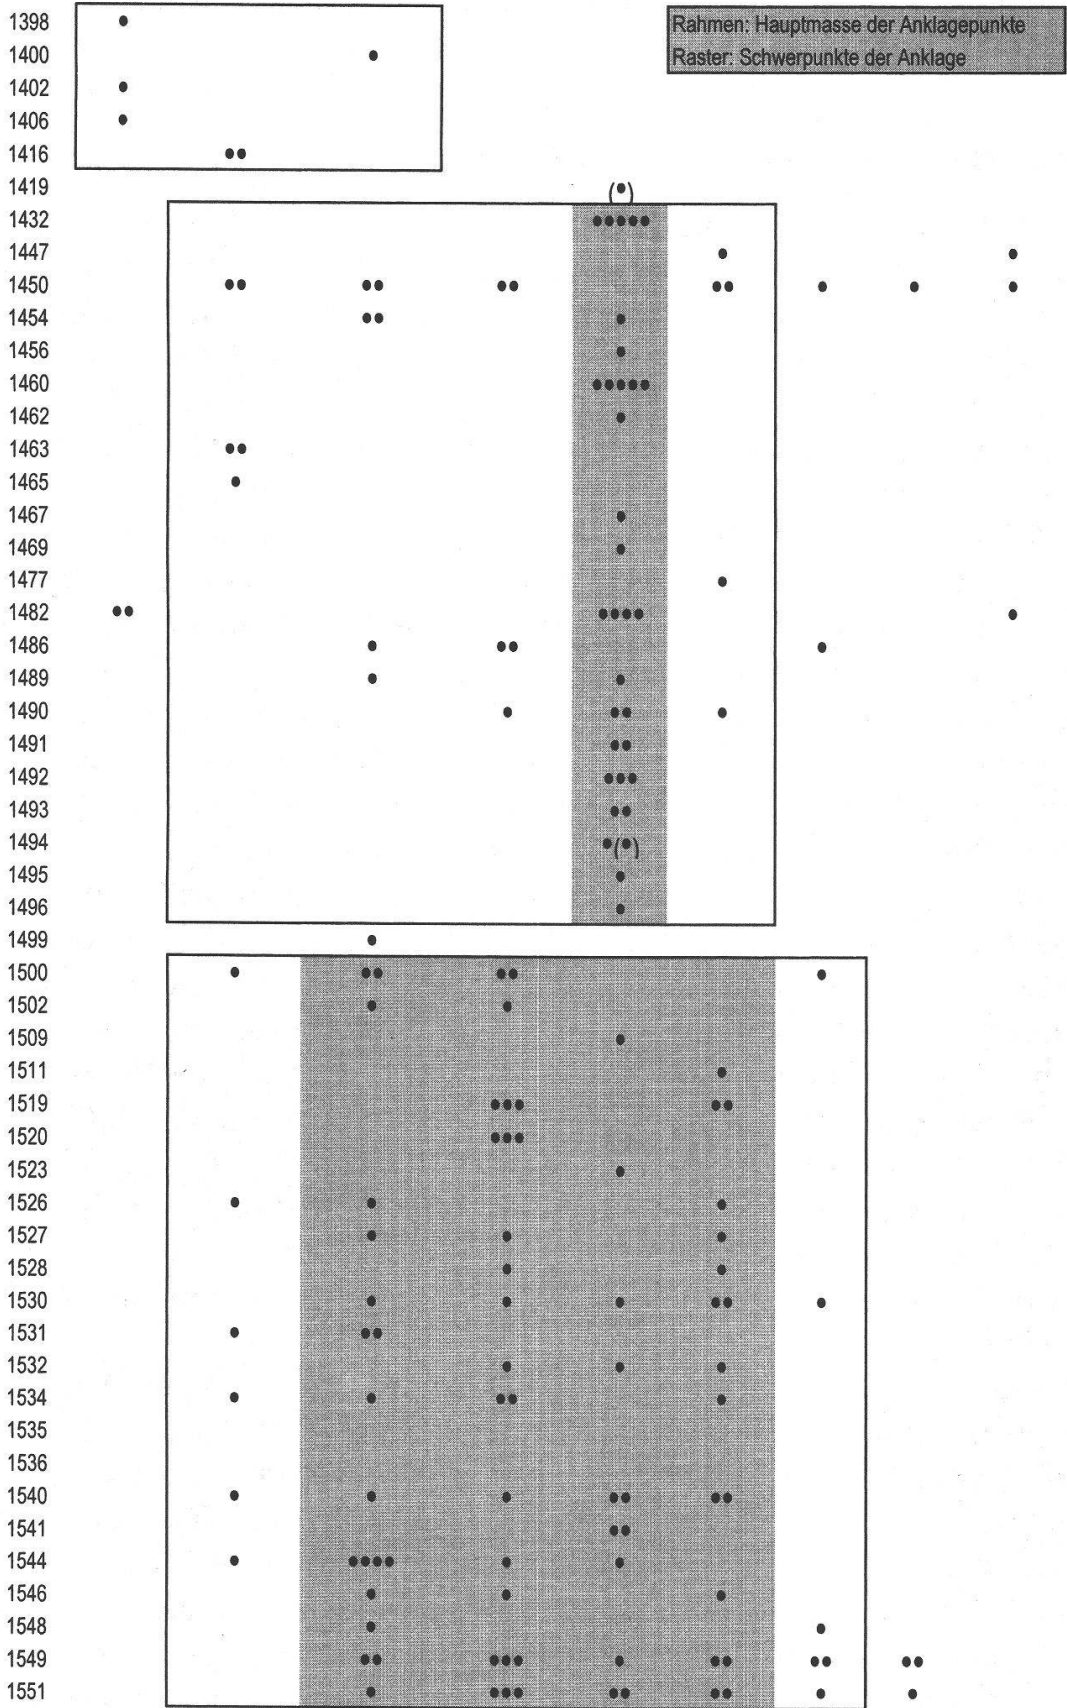 1398
Rahmen: Hauptmasse der Anklagepunkte
1400
Raster: Schwerpunkte der Anklage
1402
1406
1416
1419 (•)
1432 •••••
1447 • •
1450 •• •• •• •• • • •
1454 •• •
1456 •
1460 •••••
1462 •
1463 ••
1465 •
1467 •
1469 •
1477 •
1482 •• •••• •
1486 • •• •
1489 • •
1490 • •• •
1491 ••
1492 •••
1493 ••
1494 •(•)
1495 •
1496 •
1499 •
1500 • •• •• •
1502 • •
1509 •
1511 •
1519 ••• ••
1520 •••
1523 •
1526 • • •
1527 • • •
1528 • •
1530 • • • •• •
1531 • ••
1532 • • •
1534 • • •• •
1535
1536
1540 • • • •• ••
1541 ••
1544 • •••• • •
1546 • • •
1548 • •
1549 •• ••• • •• •• ••
1551 • ••• •• •• • •